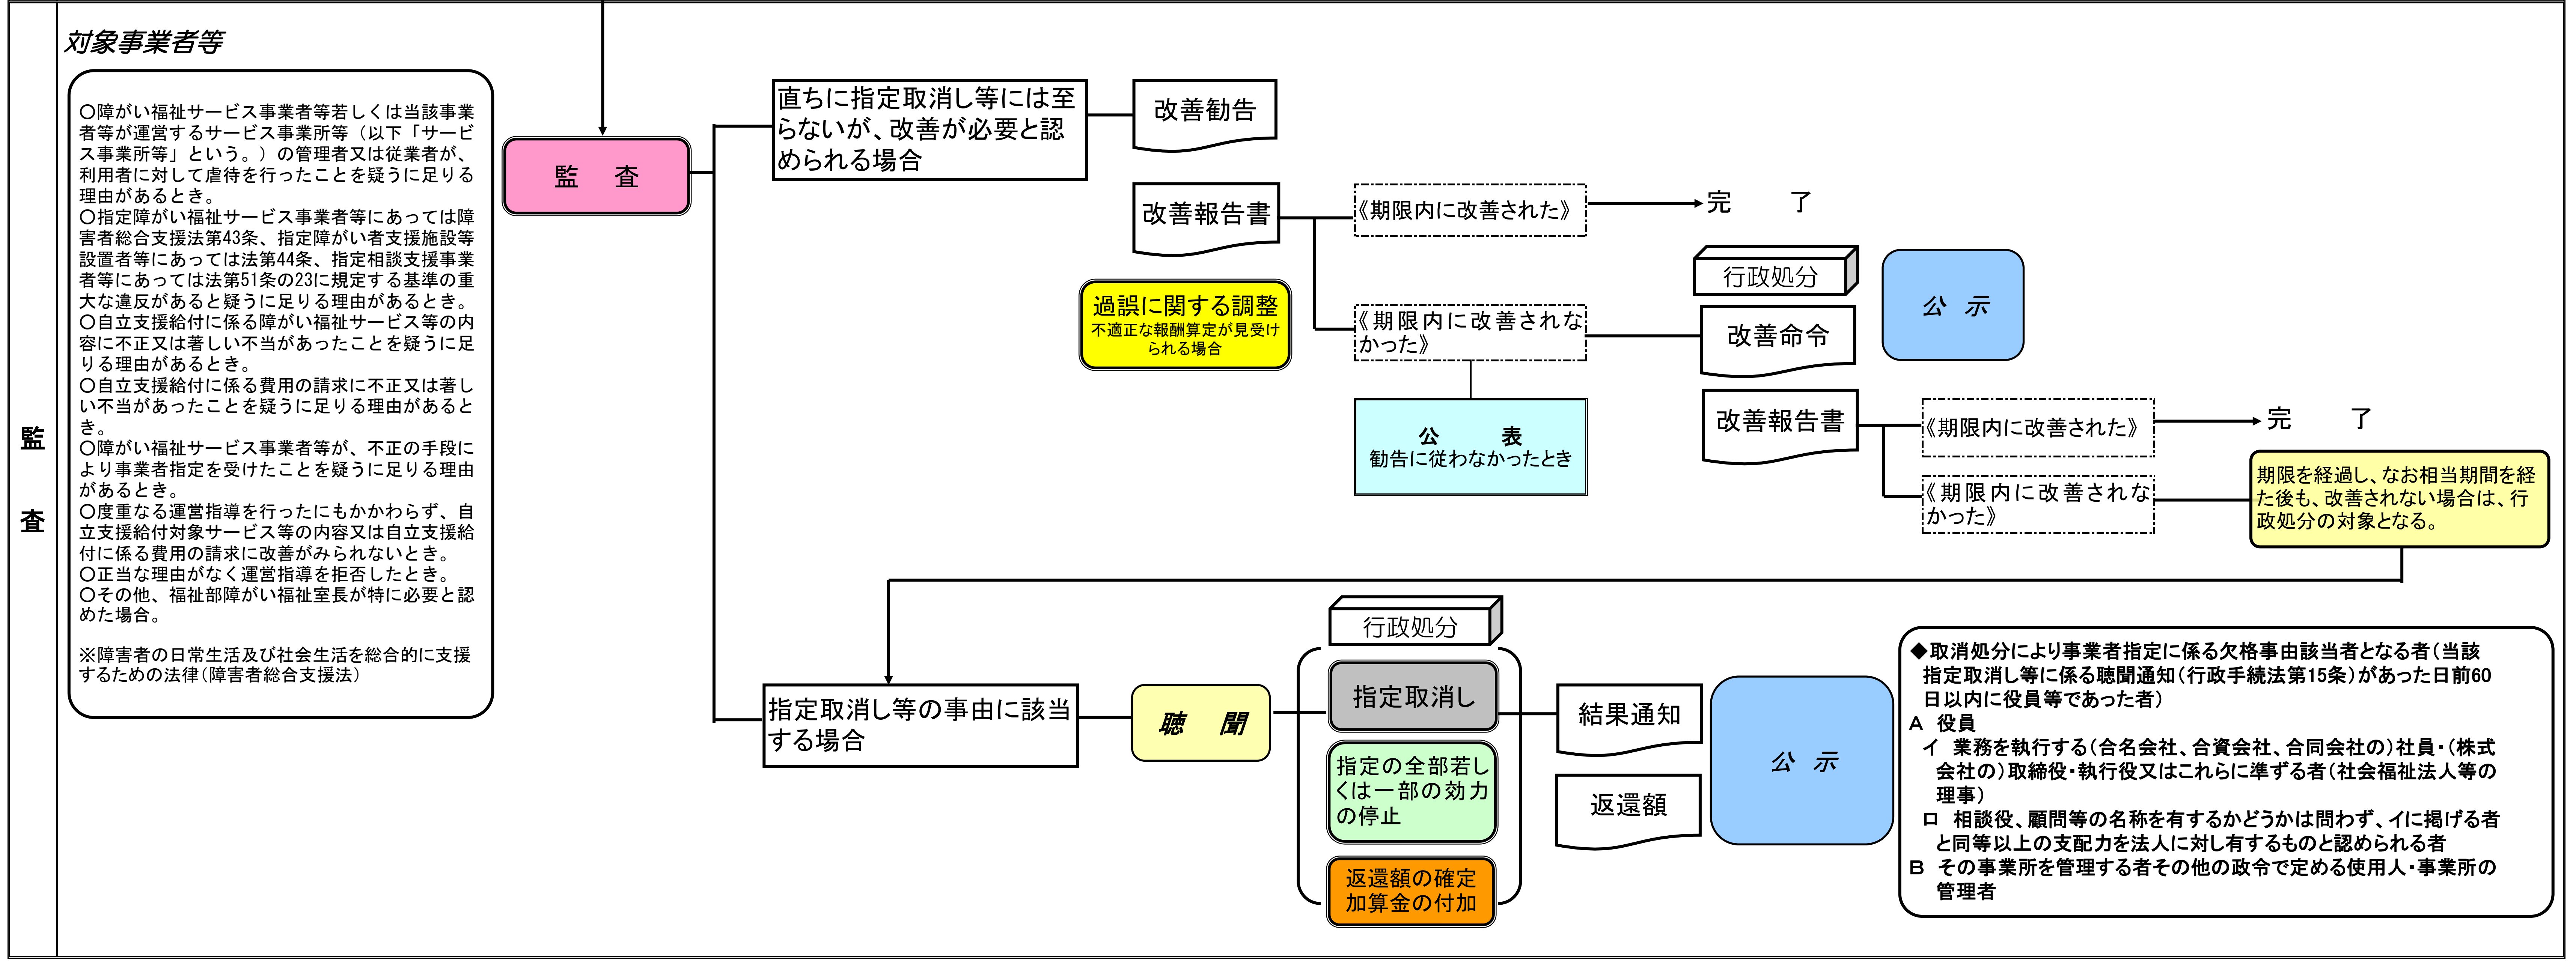 監
査
対象事業者等
〇障がい福祉サービス事業者等若しくは当該事業
者等が運営するサービス事業所等（以下「サービ
ス事業所等」という。）の管理者又は従業者が、
利用者に対して虐待を行ったことを疑うに足りる
理由があるとき。
〇指定障がい福祉サービス事業者等にあっては障
害者総合支援法第43条、指定障がい者支援施設等
設置者等にあっては法第44条、指定相談支援事業
者等にあっては法第51条の23に規定する基準の重
大な違反があると疑うに足りる理由があるとき。
〇自立支援給付に係る障がい福祉サービス等の内
容に不正又は著しい不当があったことを疑うに足
りる理由があるとき。
〇自立支援給付に係る費用の請求に不正又は著し
い不当があったことを疑うに足りる理由があると
き。
〇障がい福祉サービス事業者等が、不正の手段に
より事業者指定を受けたことを疑うに足りる理由
があるとき。
〇度重なる運営指導を行ったにもかかわらず、自
立支援給付対象サービス等の内容又は自立支援給
付に係る費用の請求に改善がみられないとき。
〇正当な理由がなく運営指導を拒否したとき。
〇その他、福祉部障がい福祉室長が特に必要と認
めた場合。
※障害者の日常生活及び社会生活を総合的に支援
するための法律（障害者総合支援法）
監　査
直ちに指定取消し等には至
らないが、改善が必要と認
められる場合
改善勧告
改善報告書
《期限内に改善された》
完　了
過誤に関する調整
不適正な報酬算定が見受け
られる場合
《期限内に改善されな
かった》
公　表
勧告に従わなかったとき
行政処分
改善命令
公 示
改善報告書
《期限内に改善された》
完　了
《期限内に改善されな
かった》
期限を経過し、なお相当期間を経
た後も、改善されない場合は、行
政処分の対象となる。
指定取消し等の事由に該当
する場合
聴　聞
行政処分
指定取消し
指定の全部若し
くは一部の効力
の停止
返還額の確定
加算金の付加
結果通知
返還額
公 示
◆取消処分により事業者指定に係る欠格事由該当者となる者（当該
指定取消し等に係る聴聞通知（行政手続法第15条）があった日前60
日以内に役員等であった者）
Ａ 役員
イ 業務を執行する（合名会社、合資会社、合同会社の）社員・（株式
会社の）取締役・執行役又はこれらに準ずる者（社会福祉法人等の
理事）
ロ 相談役、顧問等の名称を有するかどうかは問わず、イに掲げる者
と同等以上の支配力を法人に対し有するものと認められる者
Ｂ その事業所を管理する者その他の政令で定める使用人・事業所の
管理者